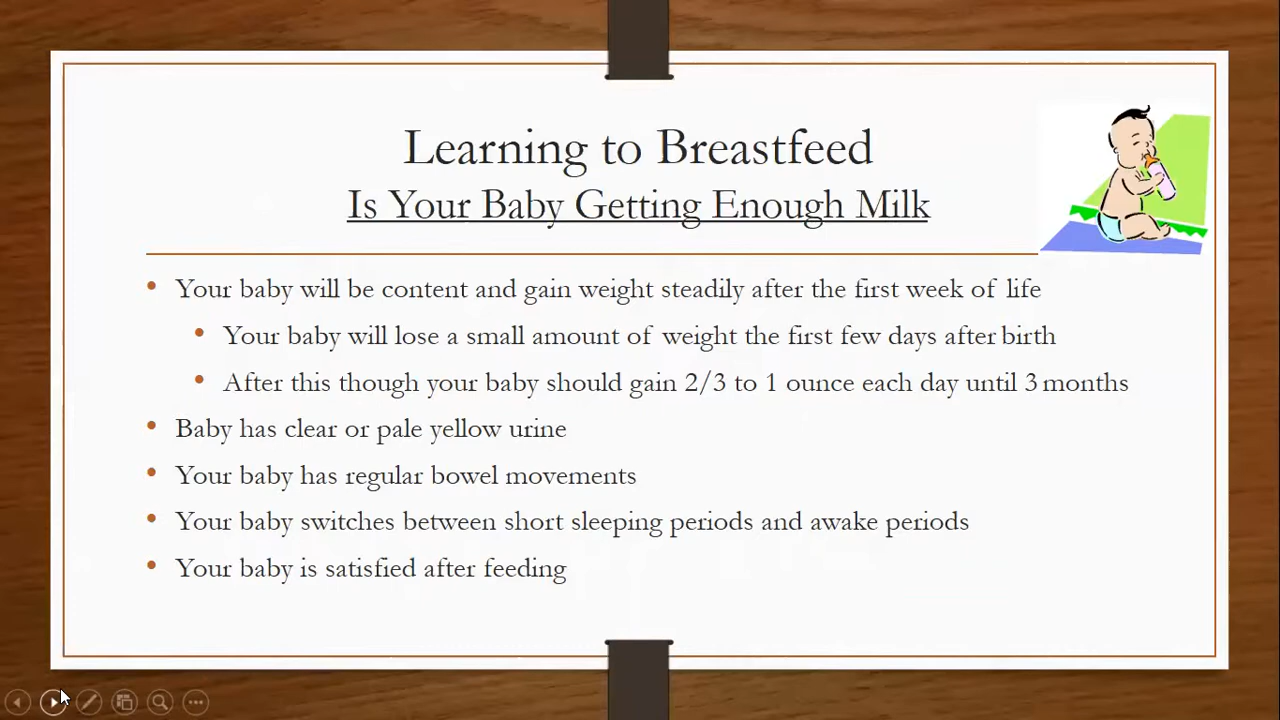 Learning to Breastfeed
Is Your Baby Getting Enough Milk
• Your baby will be content and gain weight steadily after the first week of life
• Your baby will lose a small amount of weight the first few days after birth
• After this though your baby should gain 2/3 to 1 ounce each day until 3 months
• Baby has clear or pale yellow urine
• Your baby has regular bowel movements
• Your baby switches between short sleeping periods and awake periods
• Your baby is satisfied after feeding